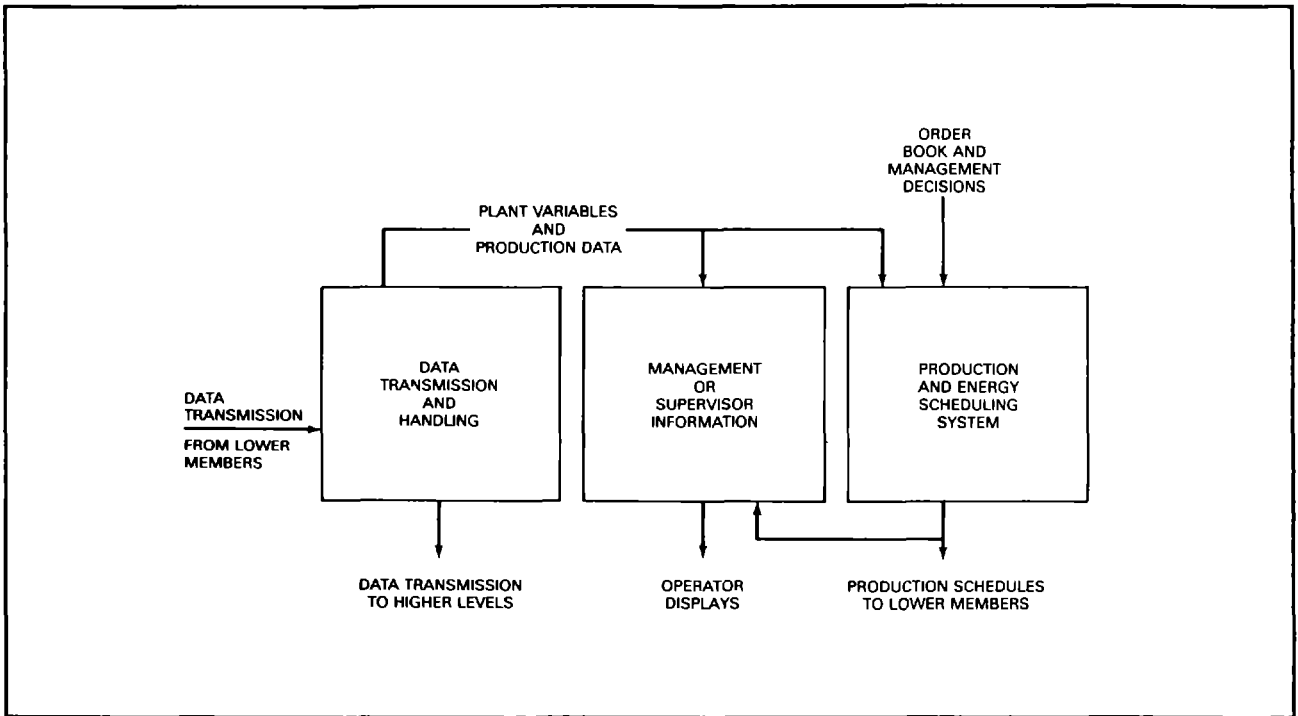 ORDER
BOOK AND
MANAGEMENT
DECISIONS
PLANT VARIABLES
AND
PRODUCTION DATA
DATA
TRANSMISSION
AND
HANDLING
MANAGEMENT
OR
SUPERVISOR
INFORMATION
PRODUCTION
AND ENERGY
SCHEDULING
SYSTEM
DATA
TRANSMISSION
FROM LOWER
MEMBERS
DATA TRANSMISSION
TO HIGHER LEVELS
OPERATOR
DISPLAYS
PRODUCTION SCHEDULES
TO LOWER MEMBERS